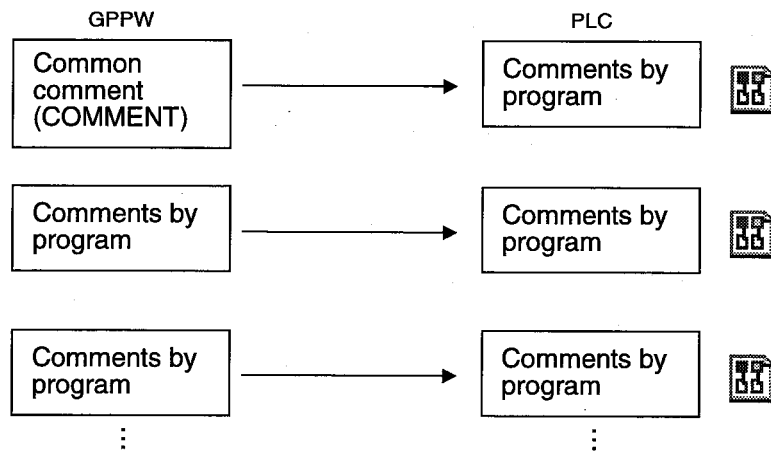 GPPW
PLC
Common
comment
(COMMENT)
Comments by
program
Comments by
program
Comments by
program
Comments by
program
Comments by
program